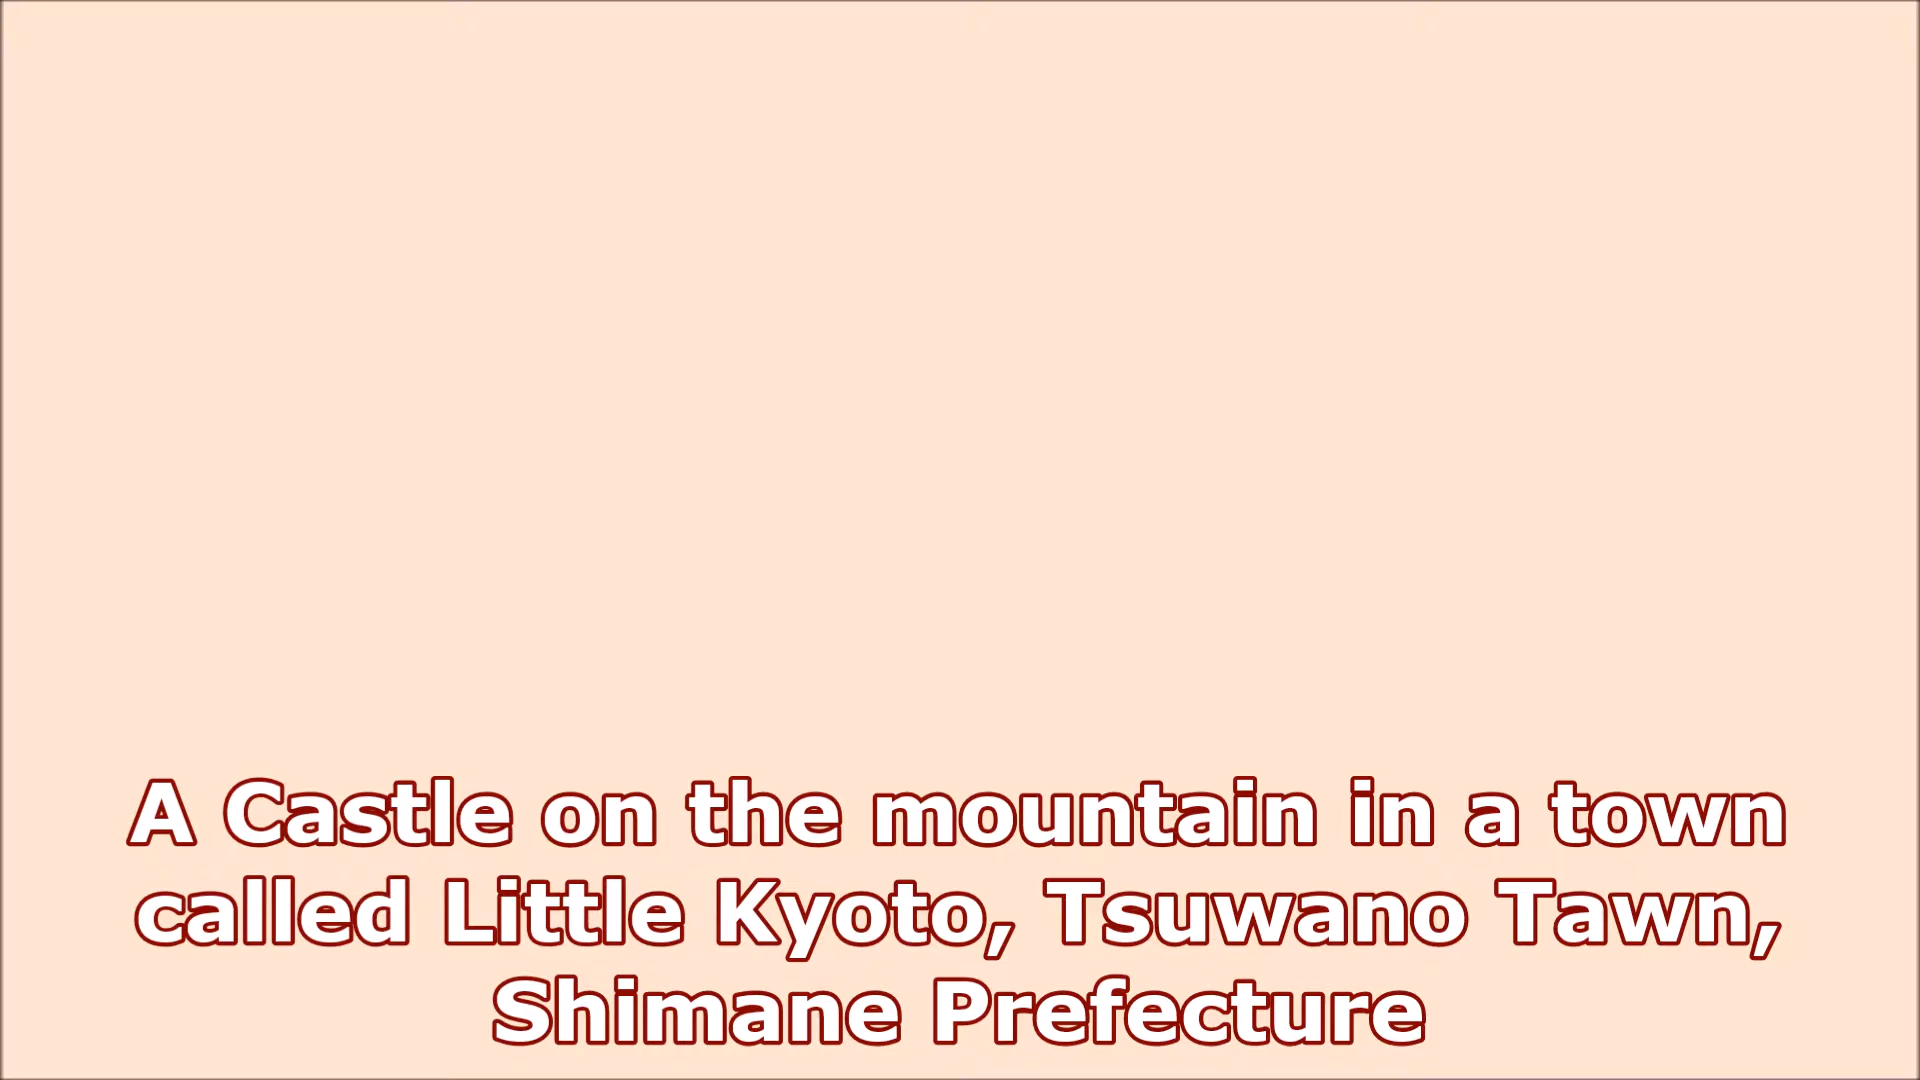 A Castle on the mountain in a town
called Little Kyoto, Tsuwano Tawn,
Shimane Prefecture